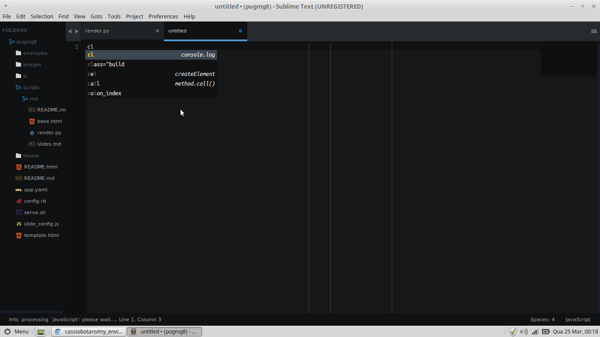 untitled • (pugmg8) - Sublime Text (UNREGISTERED)
File Edit Selection Find View Goto Tools Project Preferences Help
FOLDERS
render.py
untitled
pugmg8
examples
images
js
scripts
md
README.md
base.html
render.py
slides.md
theme
README.html
README.md
app.yaml
config.rb
serve.sh
slide_config.js
template.html
1 cl
cl console.log
class="build
cel createElement
call method.call()
colon_index
Info: processing `JavaScript': please wait..., Line 1, Column 3
Spaces: 4 JavaScript
Menu
cassiobotaro/my_envi...
untitled • (pugmg8) - ...
Qua 25 Mar, 00:18